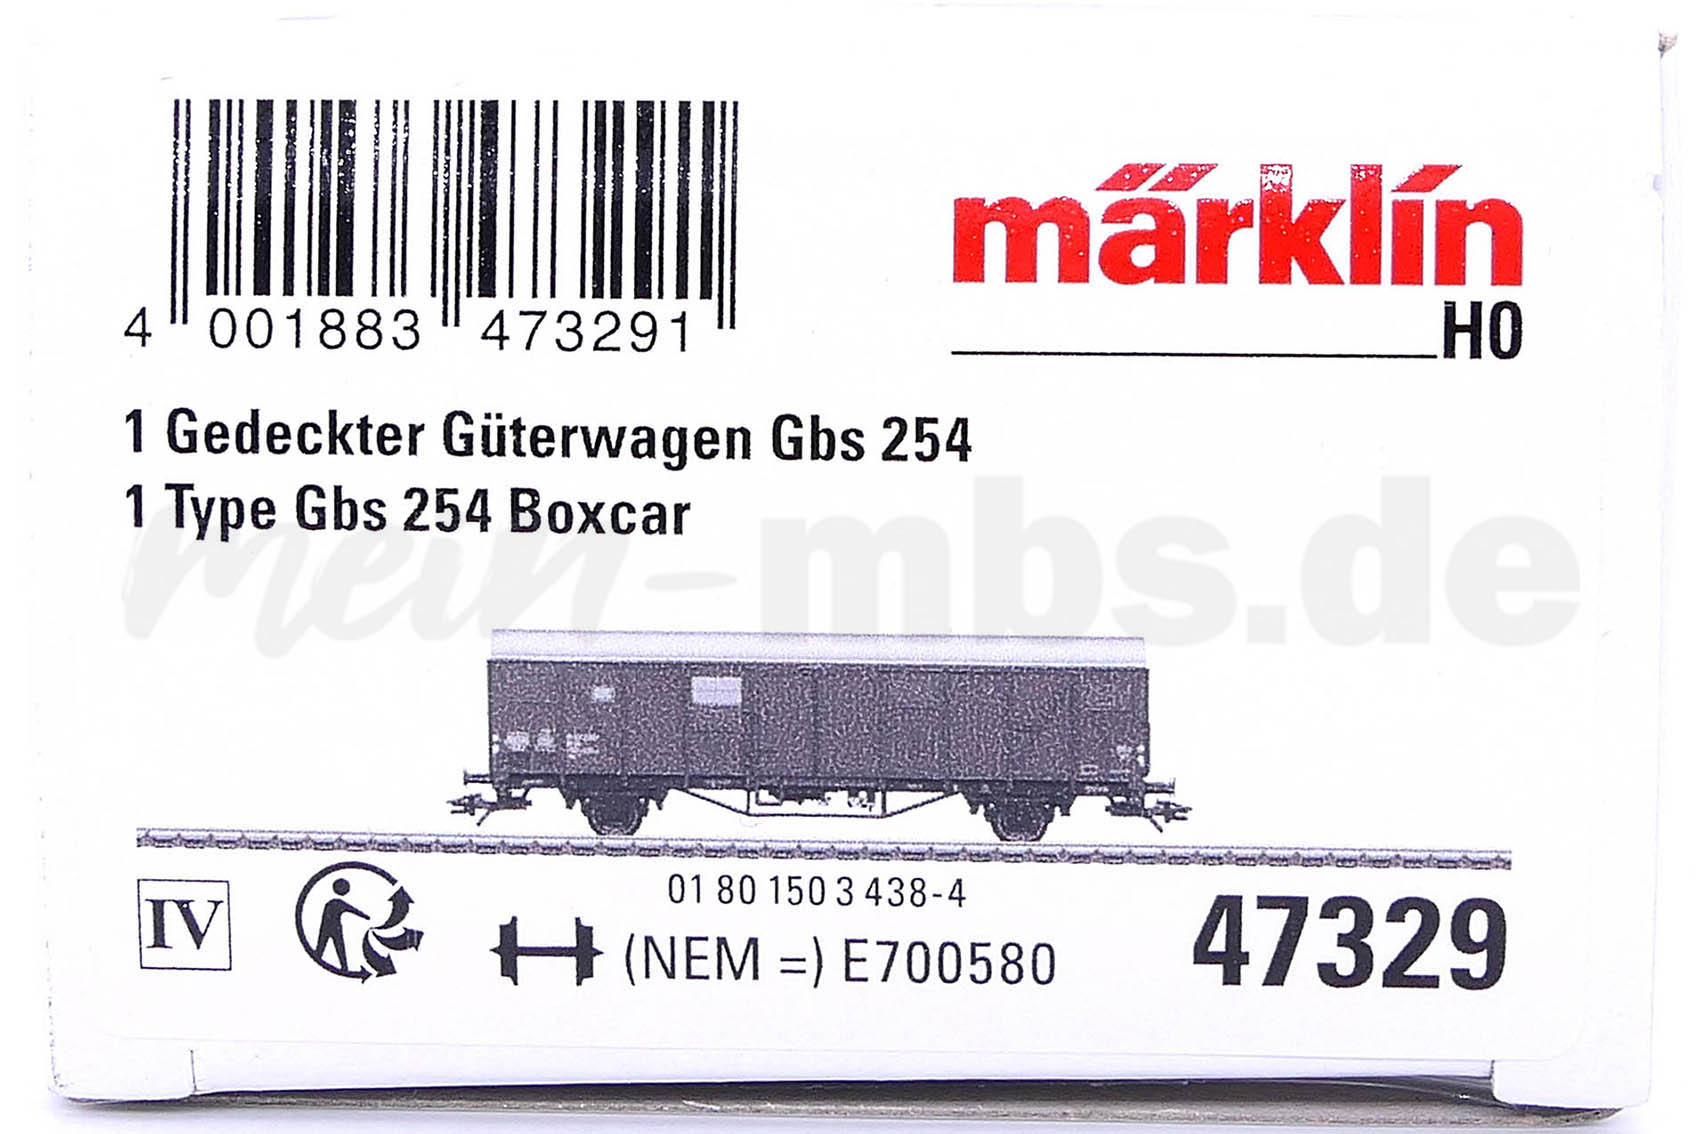 märklín
H0
4 001883 473291
1 Gedeckter Güterwagen Gbs 254
1 Type Gbs 254 Boxcar
mein-mbs.de
IV
01 80 150 3 438-4
(NEM =) E700580
47329